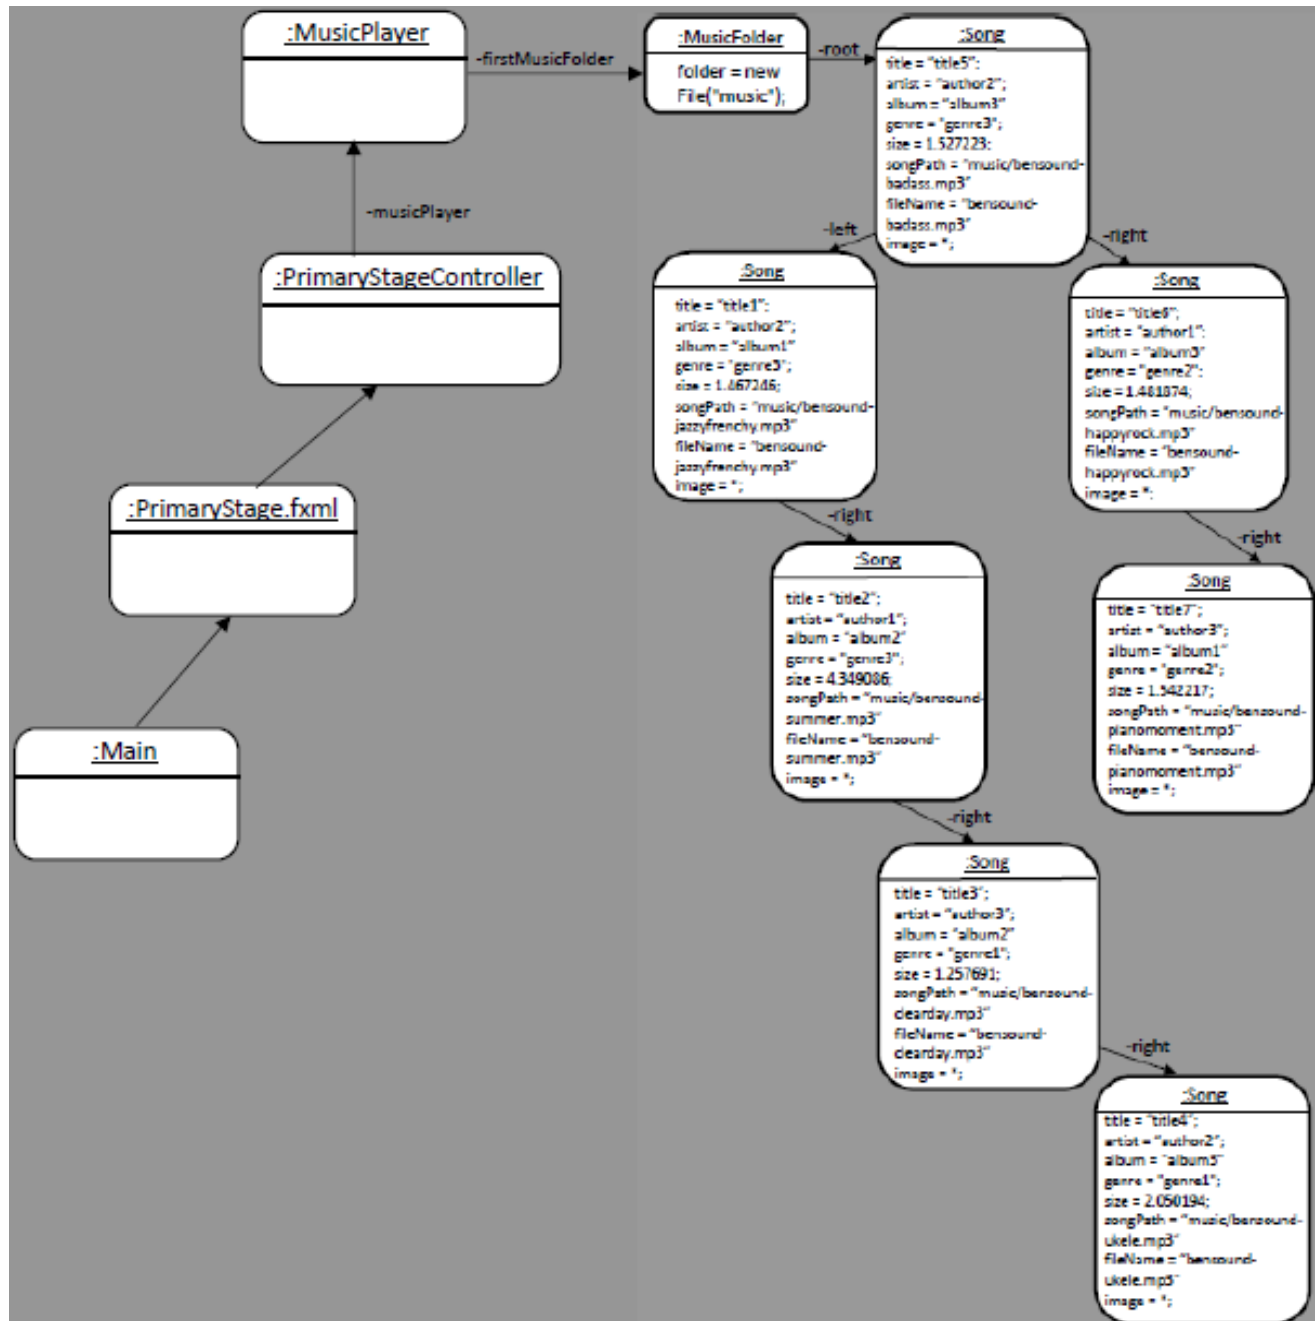 :MusicPlayer
-firstMusicFolder
:MusicFolder
folder = new
File("music");
-root
:Song
title = "title5":
artist = "author2";
album = "album3"
genre = "genre3";
size = 1.527223;
songPath = "music/bensound-
badass.mp3"
fileName = "bensound-
badass.mp3"
image = *;
-left
-right
-musicPlayer
:PrimaryStageController
:Song
title = "title1":
artist = "author2";
album = "album1"
genre = "genre3";
size = 1.467246;
songPath = "music/bensound-
jazzyfrenchy.mp3"
fileName = "bensound-
jazzyfrenchy.mp3"
image = *;
-right
:Song
title = "title6";
artist = "author1":
album = "album3"
genre = "genre2":
size = 1.481874;
songPath = "music/bensound-
happyrock.mp3"
fileName = "bensound-
happyrock.mp3"
image = *:
-right
:PrimaryStage.fxml
:Song
title = "title2";
artist = "author1";
album = "album2"
genre = "genre3";
size = 4.349086;
songPath = "music/bensound-
summer.mp3"
fileName = "bensound-
summer.mp3"
image = *;
-right
:Song
title = "title7";
artist = "author3";
album = "album1"
genre = "genre2";
size = 1.542217;
songPath = "music/bensound-
pianomoment.mp3"
fileName = "bensound-
pianomoment.mp3"
image = *;
:Main
:Song
title = "title3";
artist = "author3";
album = "album2"
genre = "genre1";
size = 1.257691;
songPath = "music/bensound-
clearday.mp3"
fileName = "bensound-
clearday.mp3"
image = *;
-right
:Song
title = "title4";
artist = "author2";
album = "album3"
genre = "genre1";
size = 2.050194;
songPath = "music/bensound-
ukele.mp3"
fileName = "bensound-
ukele.mp3"
image = *;